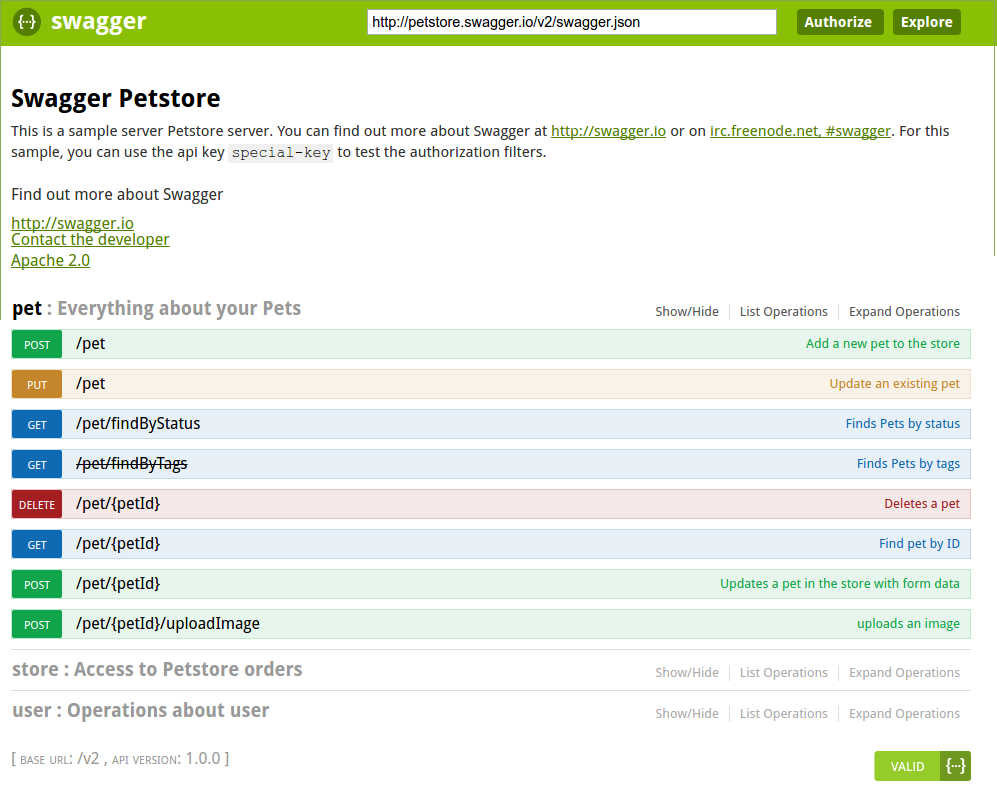 {···} swagger http://petstore.swagger.io/v2/swagger.json Authorize Explore
Swagger Petstore
This is a sample server Petstore server. You can find out more about Swagger at http://swagger.io or on irc.freenode.net, #swagger. For this
sample, you can use the api key special-key to test the authorization filters.
Find out more about Swagger
http://swagger.io
Contact the developer
Apache 2.0
pet : Everything about your Pets Show/Hide List Operations Expand Operations
POST /pet Add a new pet to the store
PUT /pet Update an existing pet
GET /pet/findByStatus Finds Pets by status
GET /pet/findByTags Finds Pets by tags
DELETE /pet/{petId} Deletes a pet
GET /pet/{petId} Find pet by ID
POST /pet/{petId} Updates a pet in the store with form data
POST /pet/{petId}/uploadImage uploads an image
store : Access to Petstore orders Show/Hide List Operations Expand Operations
user : Operations about user Show/Hide List Operations Expand Operations
[ BASE URL: /v2 , API VERSION: 1.0.0 ]
VALID {···}